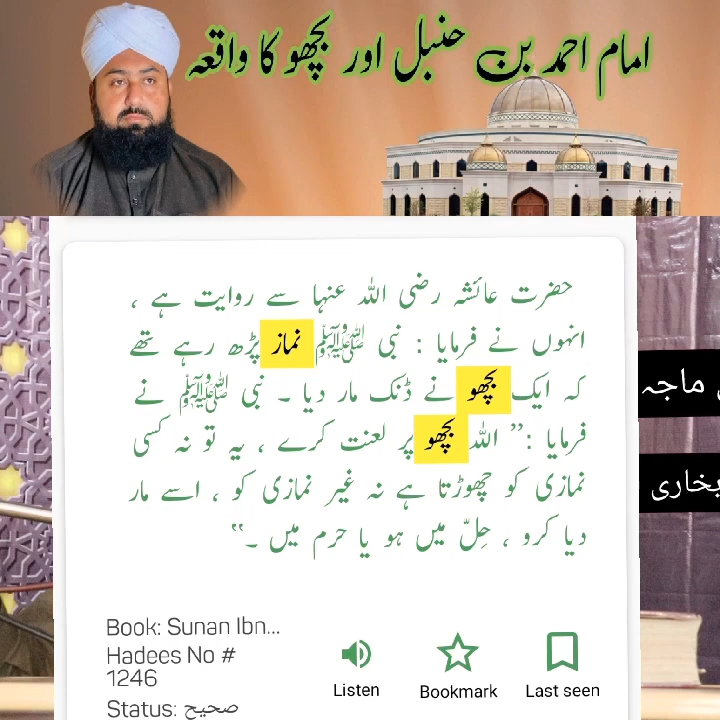 امام احمد بن حنبل اور بچھو کا واقعہ
حضرت عائشہ رضی اللہ عنہا سے روایت ہے ،
انہوں نے فرمایا : نبی ﷺ نماز پڑھ رہے تھے
کہ ایک بچھو نے ڈنک مار دیا ۔ نبی ﷺ نے
فرمایا :’’ اللہ بچھو پر لعنت کرے ، یہ تو نہ کسی
نمازی کو چھوڑتا ہے نہ غیر نمازی کو ، اسے مار
دیا کرو ، حِلّ میں ہو یا حرم میں ۔‘‘
ماجہ
بخاری
Book: Sunan Ibn...
Hadees No #
1246
Status: صحیح
Listen
Bookmark
Last seen